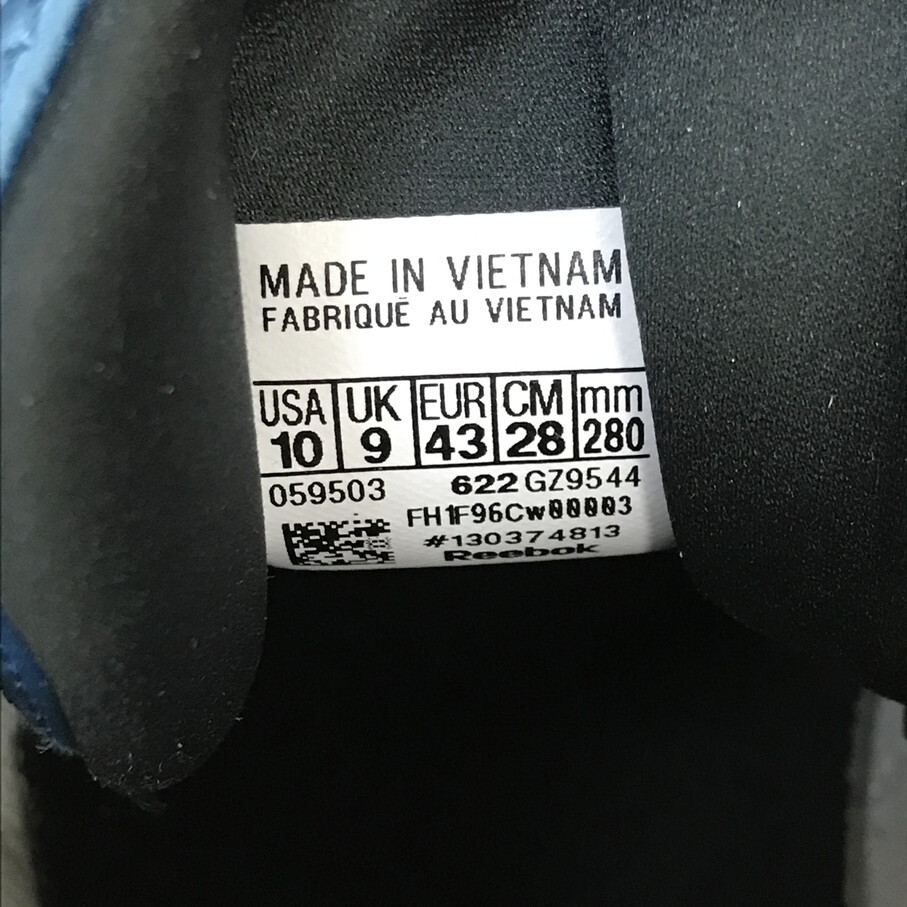 MADE IN VIETNAM
FABRIQUÉ AU VIETNAM
USA UK EUR CM mm
10 9 43 28 280
059503 622 GZ9544
FH1F96Cw00003
#130374813
Reebok